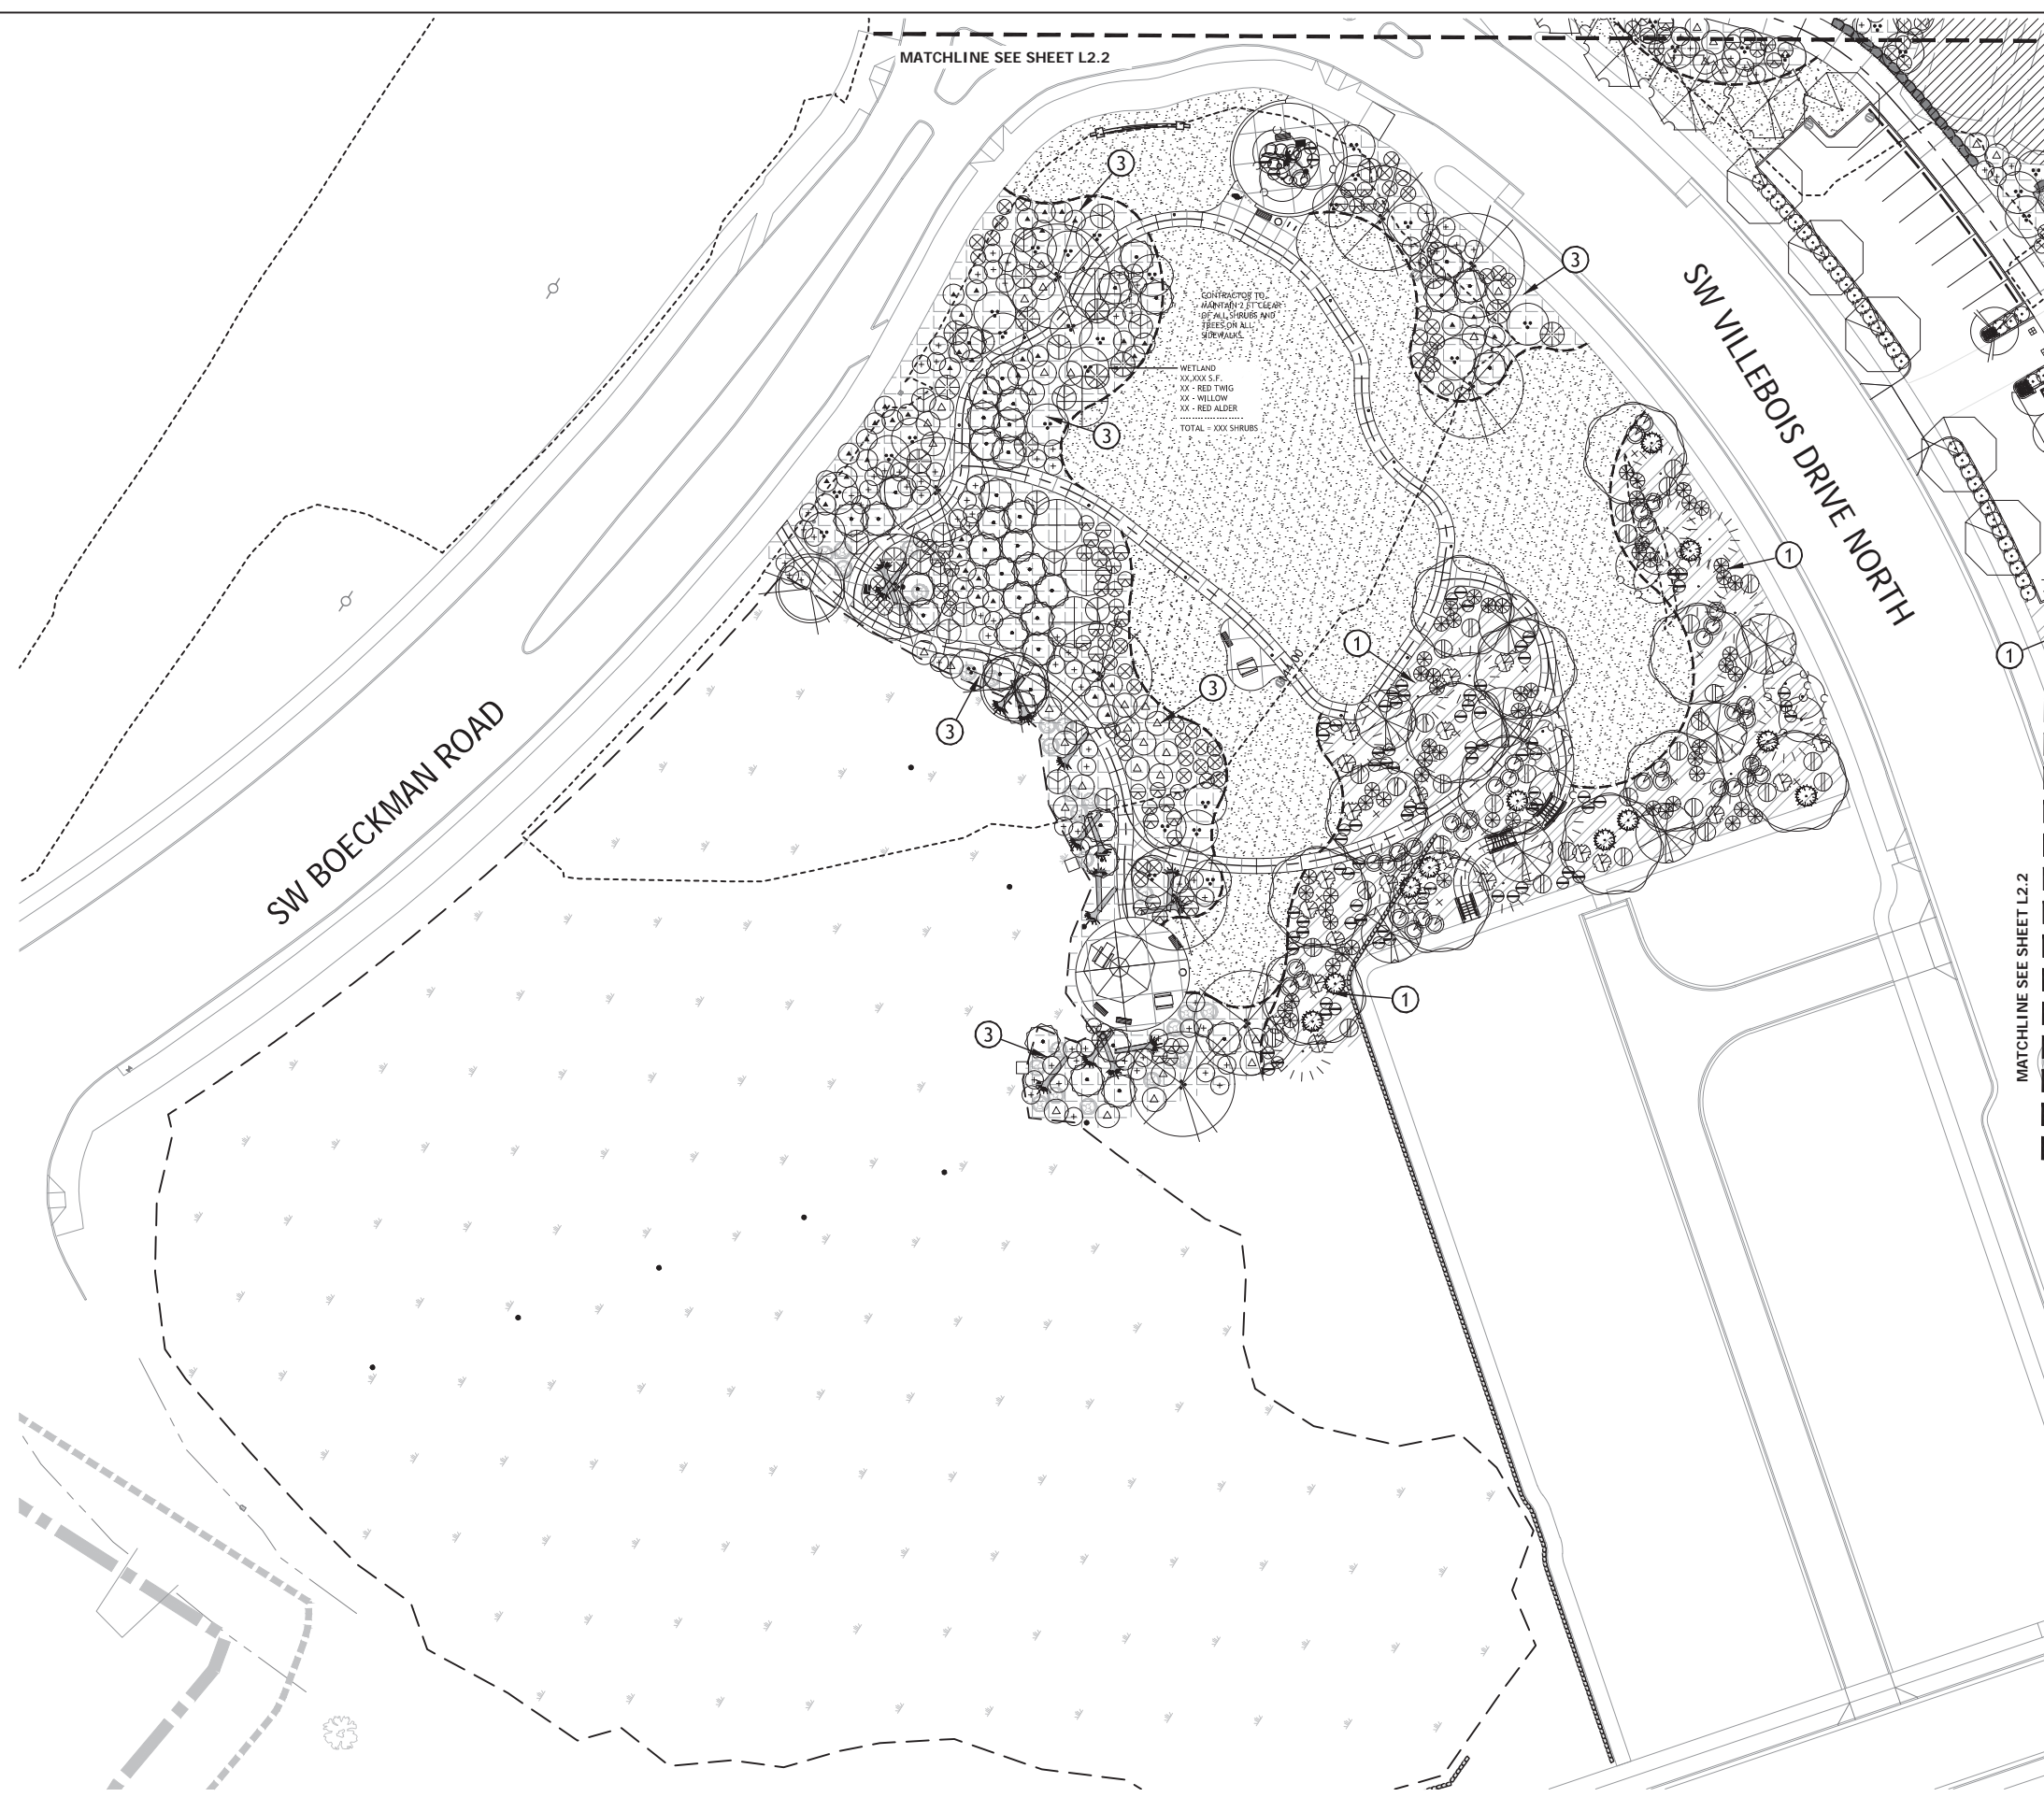 MATCHLINE SEE SHEET L2.2
3
3
SW VILLEBOIS DRIVE NORTH
CONTRACTOR TO
MAINTAIN 2 FT CLEAR
OF ALL SHRUBS AND
TREES ON ALL
SIDEWALKS.
WETLAND
XX,XXX S.F.
XX - RED TWIG
XX - WILLOW
XX - RED ALDER
--------------------
TOTAL = XXX SHRUBS
3
1
1
1
3
3
SW BOECKMAN ROAD
MATCHLINE SEE SHEET L2.2
1
3